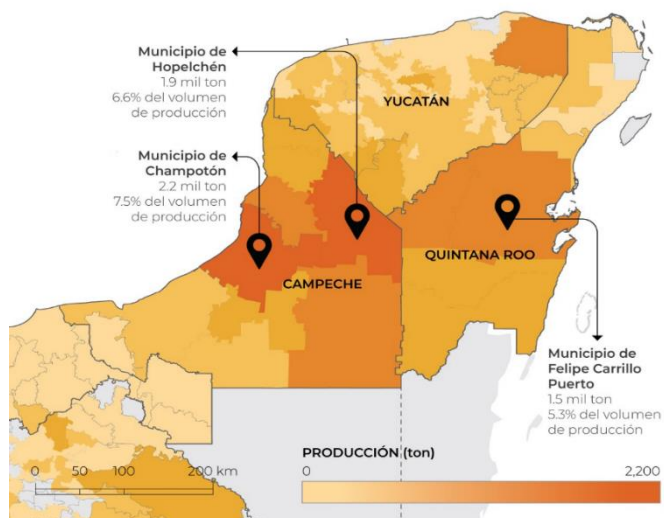 Municipio de
Hopelchén
1.9 mil ton
6.6% del volumen
de producción
YUCATÁN
Municipio de
Champotón
2.2 mil ton
7.5% del volumen
de producción
QUINTANA ROO
CAMPECHE
Municipio de
Felipe Carrillo
Puerto
1.5 mil ton
5.3% del volumen
de producción
PRODUCCIÓN (ton)
0 2,200
0 50 100 200 km